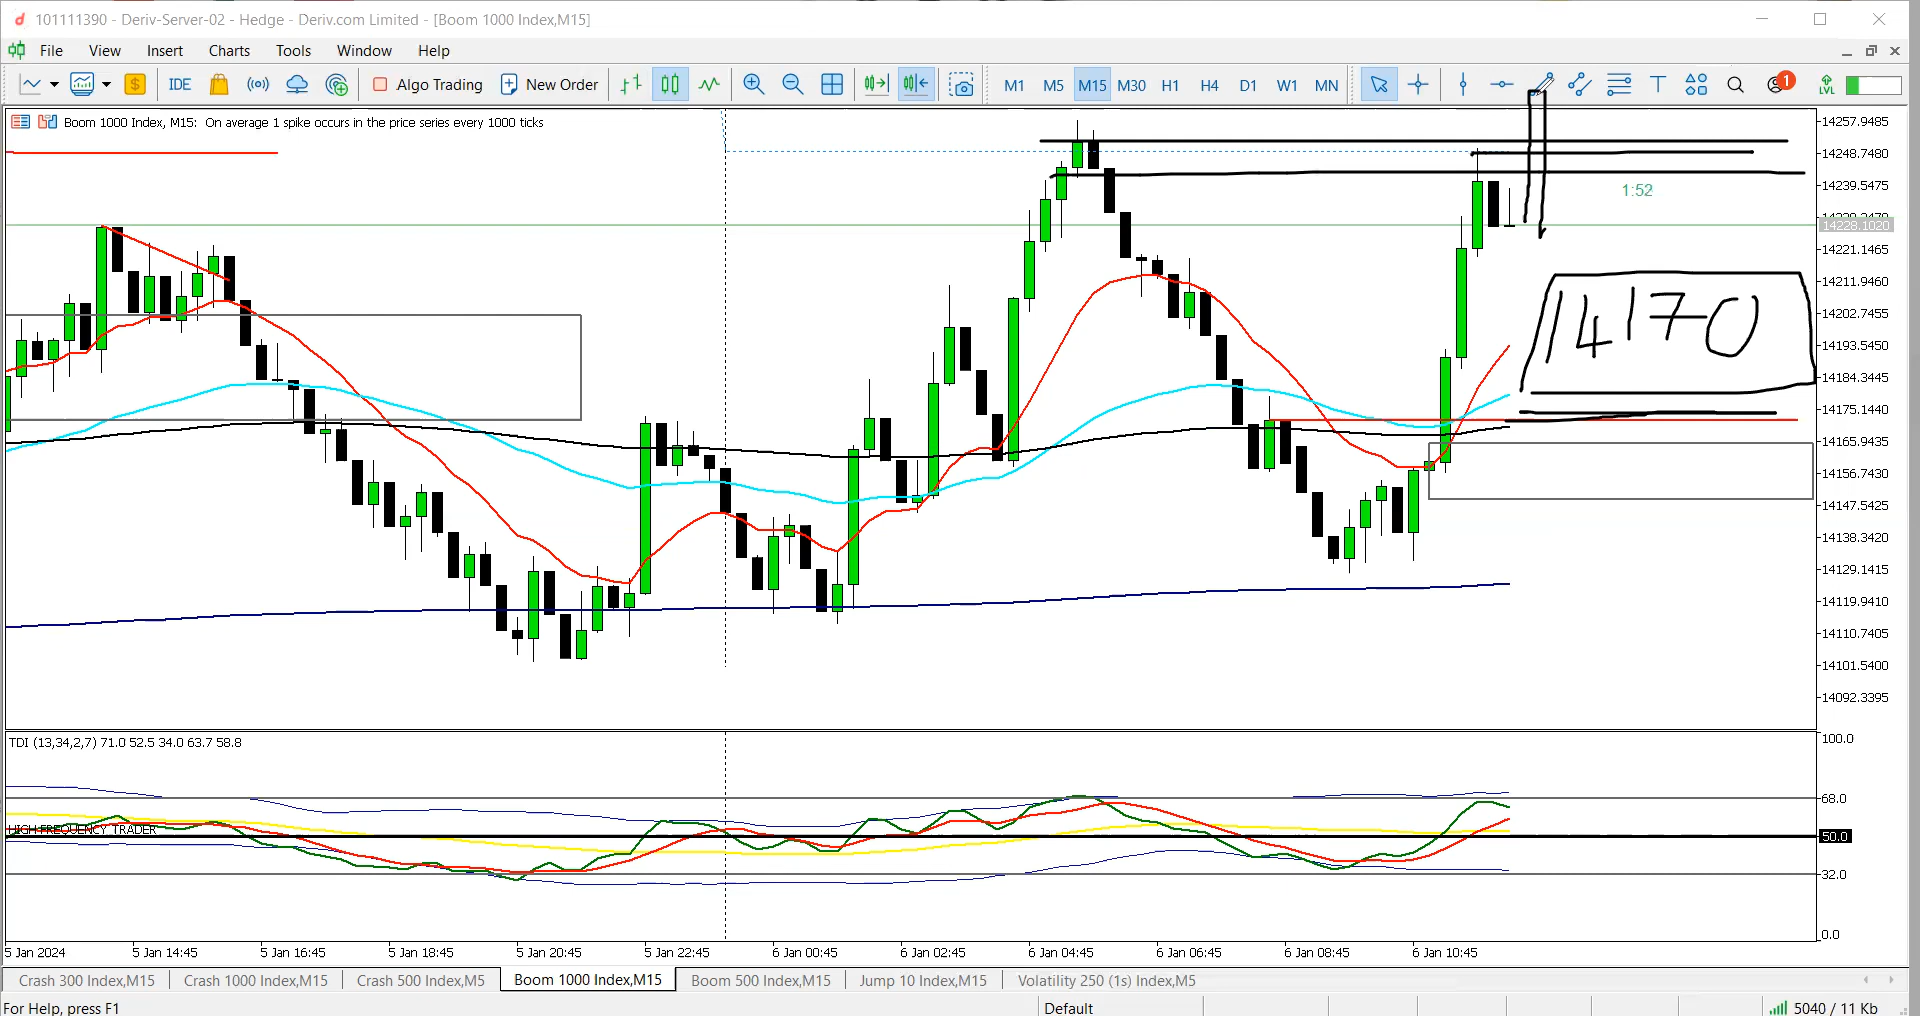 101111390 - Deriv-Server-02 - Hedge - Deriv.com Limited - [Boom 1000 Index,M15]
File View Insert Charts Tools Window Help
$ IDE Algo Trading New Order M1 M5 M15 M30 H1 H4 D1 W1 MN T 1 LVL
Boom 1000 Index, M15: On average 1 spike occurs in the price series every 1000 ticks
14257.9485
14248.7480
14239.5475
1:52
14228.1020
14221.1465
14211.9460
14202.7455
14170
14193.5450
14184.3445
14175.1440
14165.9435
14156.7430
14147.5425
14138.3420
14129.1415
14119.9410
14110.7405
14101.5400
14092.3395
TDI (13,34,2,7) 71.0 52.5 34.0 63.7 58.8
100.0
68.0
HIGH FREQUENCY TRADER
50.0
32.0
0.0
5 Jan 2024 5 Jan 14:45 5 Jan 16:45 5 Jan 18:45 5 Jan 20:45 5 Jan 22:45 6 Jan 00:45 6 Jan 02:45 6 Jan 04:45 6 Jan 06:45 6 Jan 08:45 6 Jan 10:45
Crash 300 Index,M15 Crash 1000 Index,M15 Crash 500 Index,M5 Boom 1000 Index,M15 Boom 500 Index,M15 Jump 10 Index,M15 Volatility 250 (1s) Index,M5
For Help, press F1 Default 5040 / 11 Kb